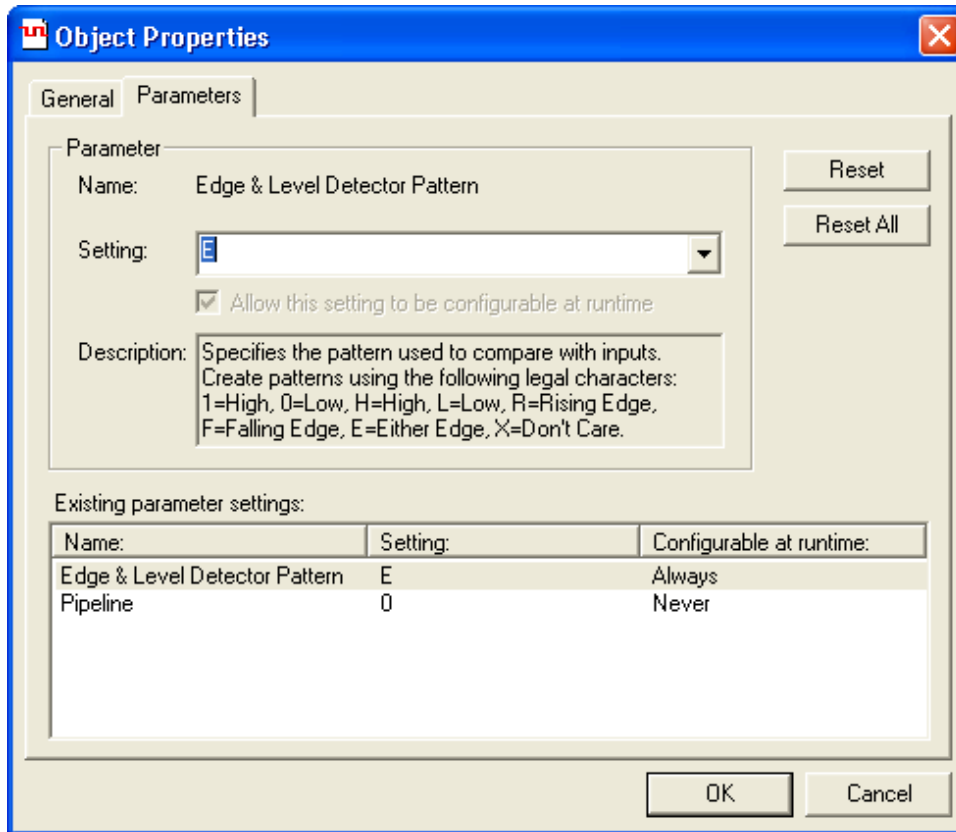 Object Properties
General Parameters
Parameter
Name: Edge & Level Detector Pattern
Reset
Reset All
Setting: E
Allow this setting to be configurable at runtime
Description: Specifies the pattern used to compare with inputs.
Create patterns using the following legal characters:
1=High, 0=Low, H=High, L=Low, R=Rising Edge,
F=Falling Edge, E=Either Edge, X=Don't Care.
Existing parameter settings:
Name: Setting: Configurable at runtime:
Edge & Level Detector Pattern E Always
Pipeline 0 Never
OK Cancel